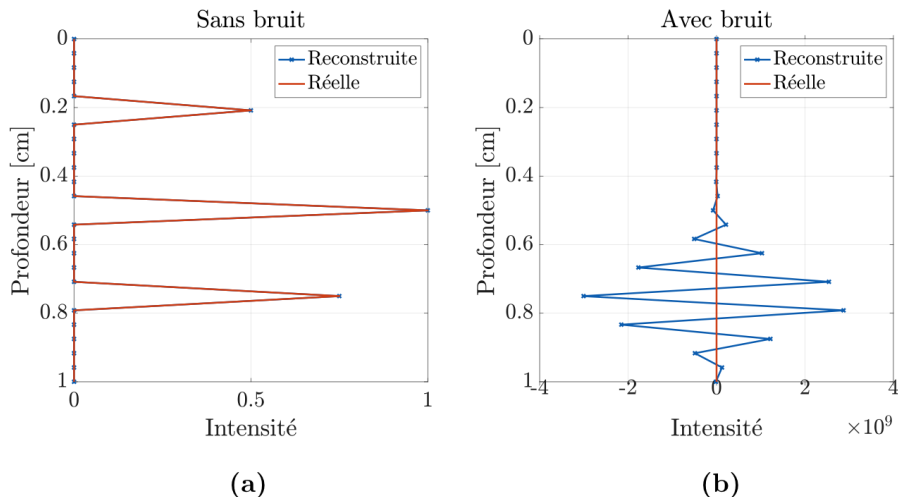 Sans bruit
Reconstruite
Réelle
0
0.2
0.4
0.6
0.8
1
Profondeur [cm]
0
0.5
1
Intensité
(a)
Avec bruit
Reconstruite
Réelle
0
0.2
0.4
0.6
0.8
1
Profondeur [cm]
-4
-2
0
2
4
Intensité
×10⁹
(b)